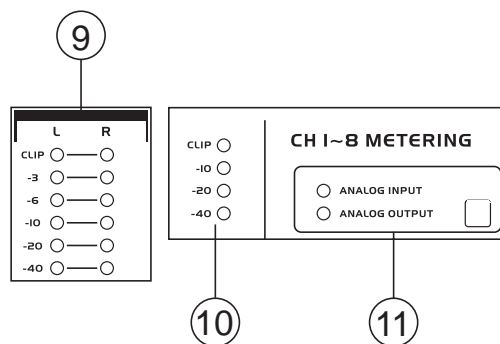 9
L R
CLIP
-3
-6
-10
-20
-40
CLIP
-10
-20
-40
CH 1~8 METERING
ANALOG INPUT
ANALOG OUTPUT
10
11